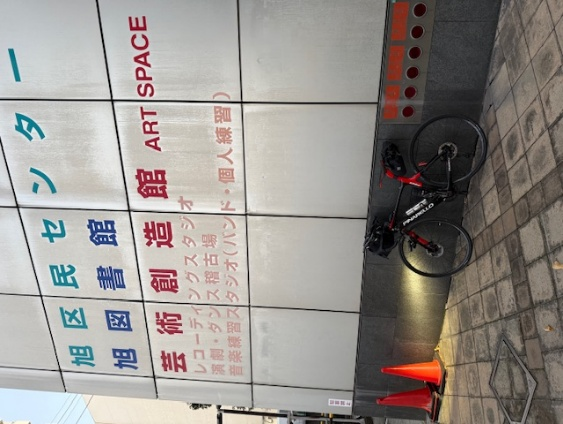 旭区民センター
旭図書館
芸術創造館 ART SPACE
レコーディングスタジオ
演劇・ダンス稽古場
音楽練習スタジオ(バンド・個人練習)
PINARELLO